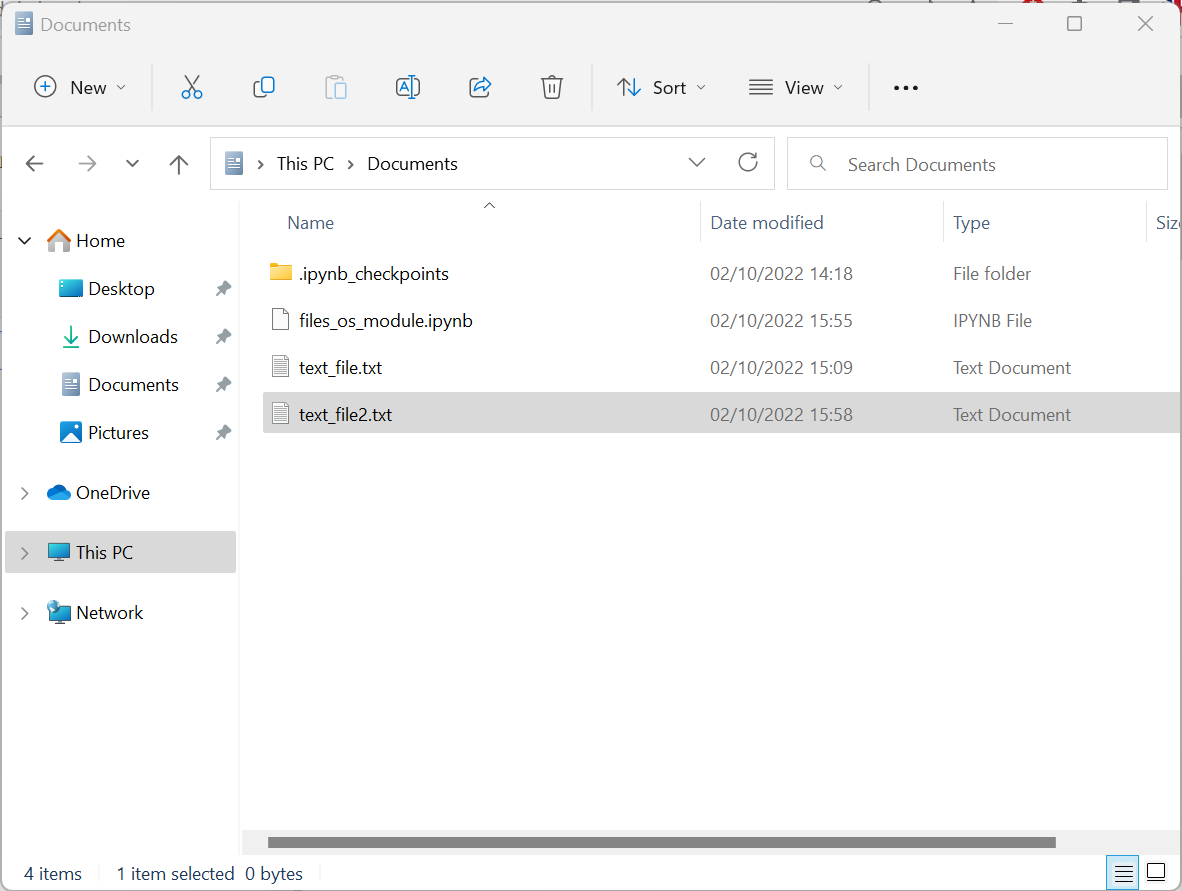 Documents
New
Sort
View
This PC > Documents
Search Documents
Name
Date modified
Type
Home
Desktop
Downloads
Documents
Pictures
OneDrive
This PC
Network
.ipynb_checkpoints 02/10/2022 14:18 File folder
files_os_module.ipynb 02/10/2022 15:55 IPYNB File
text_file.txt 02/10/2022 15:09 Text Document
text_file2.txt 02/10/2022 15:58 Text Document
4 items 1 item selected 0 bytes